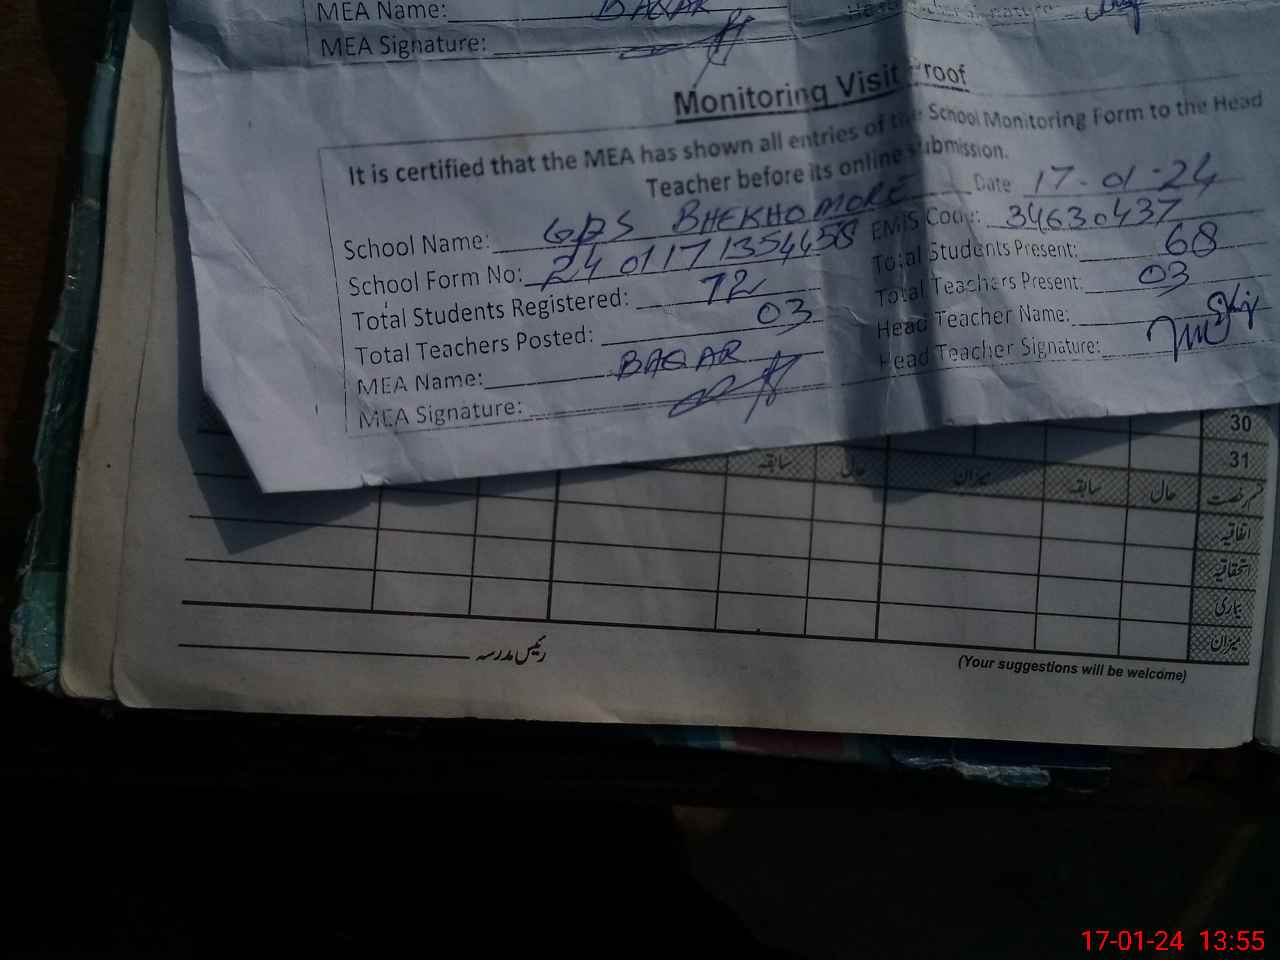 MEA Name: BAQAR
MEA Signature:
Monitoring Visit Proof
It is certified that the MEA has shown all entries of the School Monitoring Form to the Head
Teacher before its online submission.
Date 17-01-24
School Name: GPS BHEKHOMORE EMIS Code: 34630437
School Form No: 2401171354458 Total Students Present: 68
Total Students Registered: 72 Total Teachers Present: 03
Total Teachers Posted: 03 Head Teacher Name:
MEA Name: BAQAR Head Teacher Signature:
MEA Signature:
30
31
قسم رخصت حال سابقہ میزان حال سابقہ
اتفاقیہ
استحقاقیہ
بیماری
میزان
رئیس مدرسہ
(Your suggestions will be welcome)
17-01-24 13:55